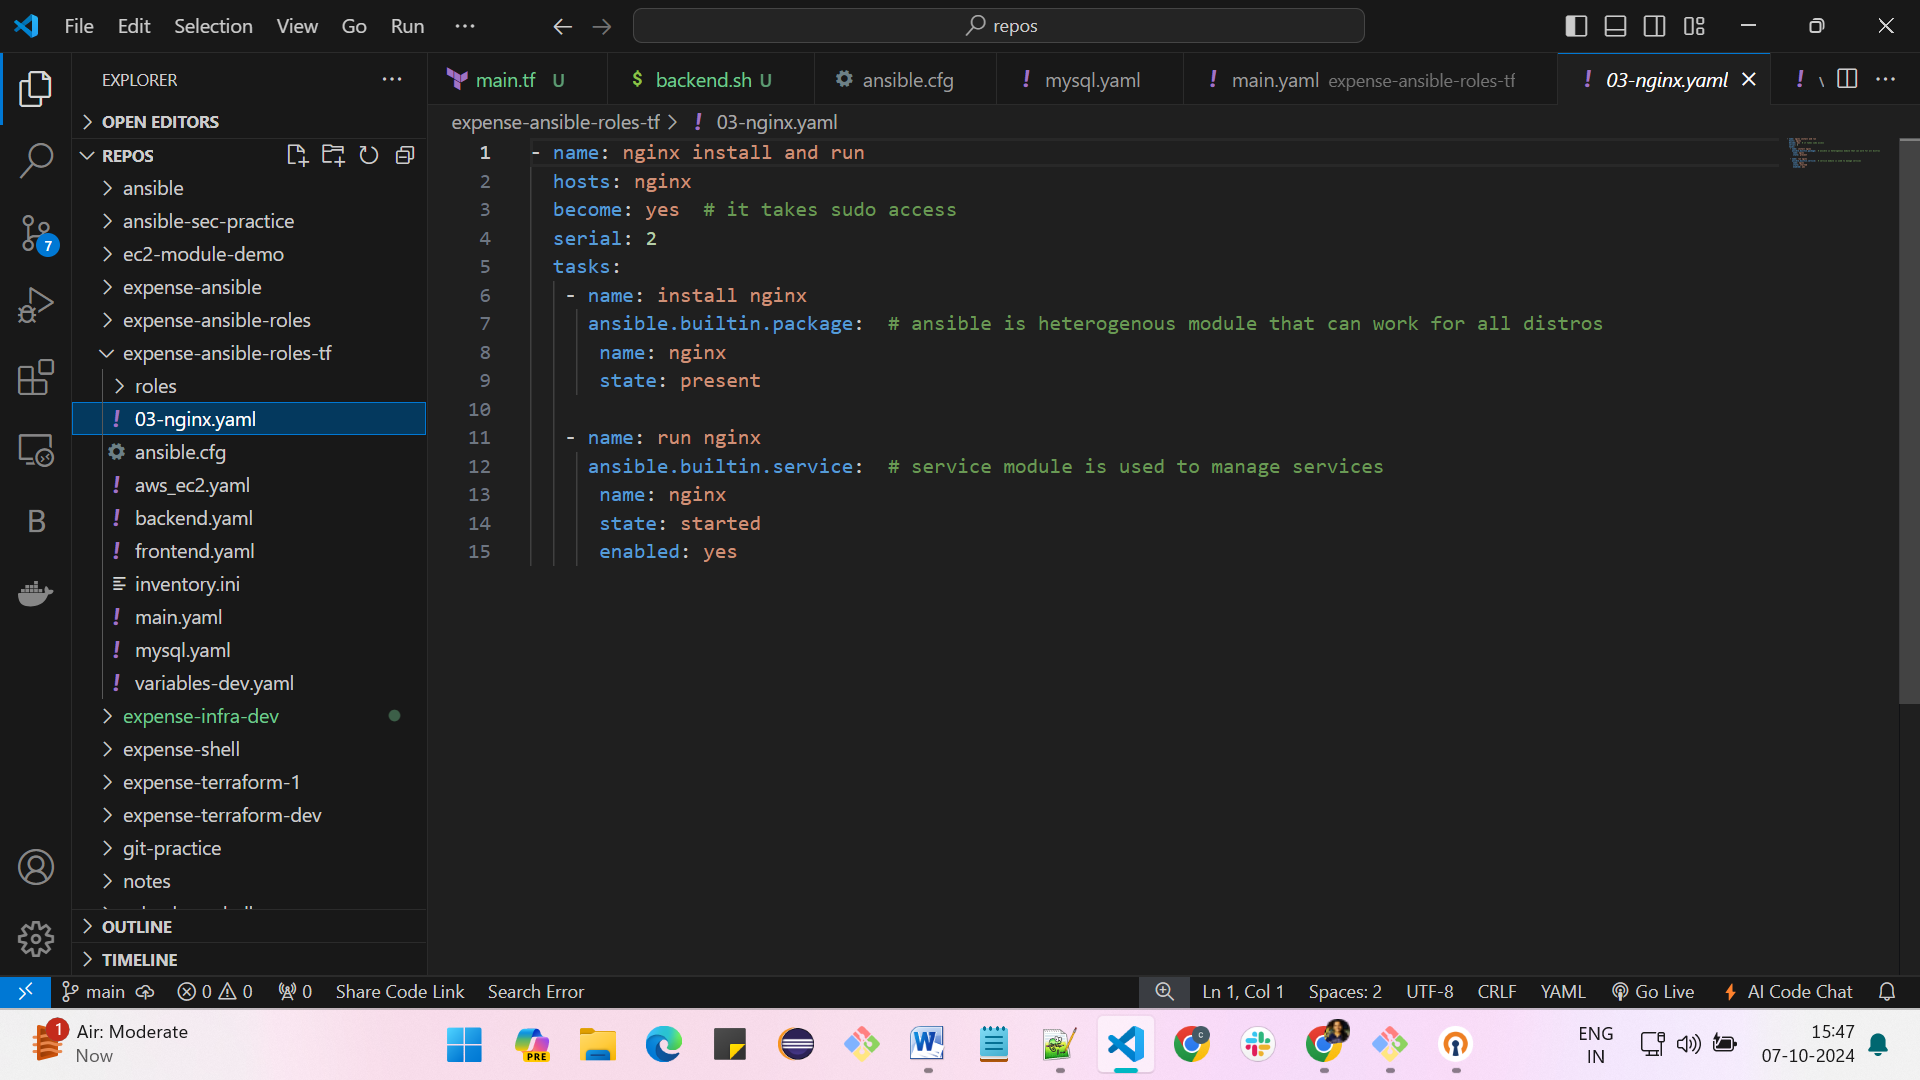 File Edit Selection View Go Run ··· repos
EXPLORER
OPEN EDITORS
REPOS
ansible
ansible-sec-practice
ec2-module-demo
expense-ansible
expense-ansible-roles
expense-ansible-roles-tf
roles
03-nginx.yaml
ansible.cfg
aws_ec2.yaml
backend.yaml
frontend.yaml
inventory.ini
main.yaml
mysql.yaml
variables-dev.yaml
expense-infra-dev
expense-shell
expense-terraform-1
expense-terraform-dev
git-practice
notes
OUTLINE
TIMELINE
7
B
main.tf U $ backend.sh U ansible.cfg ! mysql.yaml ! main.yaml expense-ansible-roles-tf ! 03-nginx.yaml !
expense-ansible-roles-tf > ! 03-nginx.yaml
1 - name: nginx install and run
2 hosts: nginx
3 become: yes # it takes sudo access
4 serial: 2
5 tasks:
6 - name: install nginx
7 ansible.builtin.package: # ansible is heterogenous module that can work for all distros
8 name: nginx
9 state: present
10
11 - name: run nginx
12 ansible.builtin.service: # service module is used to manage services
13 name: nginx
14 state: started
15 enabled: yes
main 0 0 0 Share Code Link Search Error Ln 1, Col 1 Spaces: 2 UTF-8 CRLF YAML Go Live AI Code Chat
1 Air: Moderate
Now
PRE
ENG
IN
15:47
07-10-2024